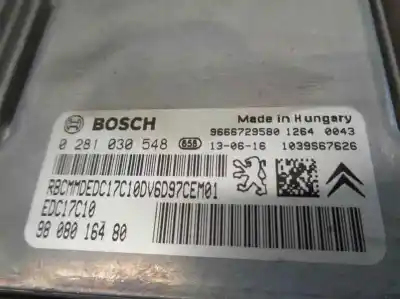 BOSCH
Made in Hungary
9666729580 1264 0043
0 281 030 548 658 13-06-16 1039S67626
RBCMMDEDC17C10DV6D97CEM01
EDC17C10
98 080 164 80